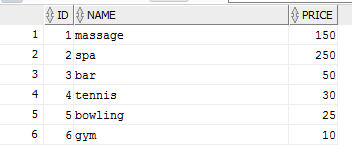 ID NAME PRICE
1 1 massage 150
2 2 spa 250
3 3 bar 50
4 4 tennis 30
5 5 bowling 25
6 6 gym 10